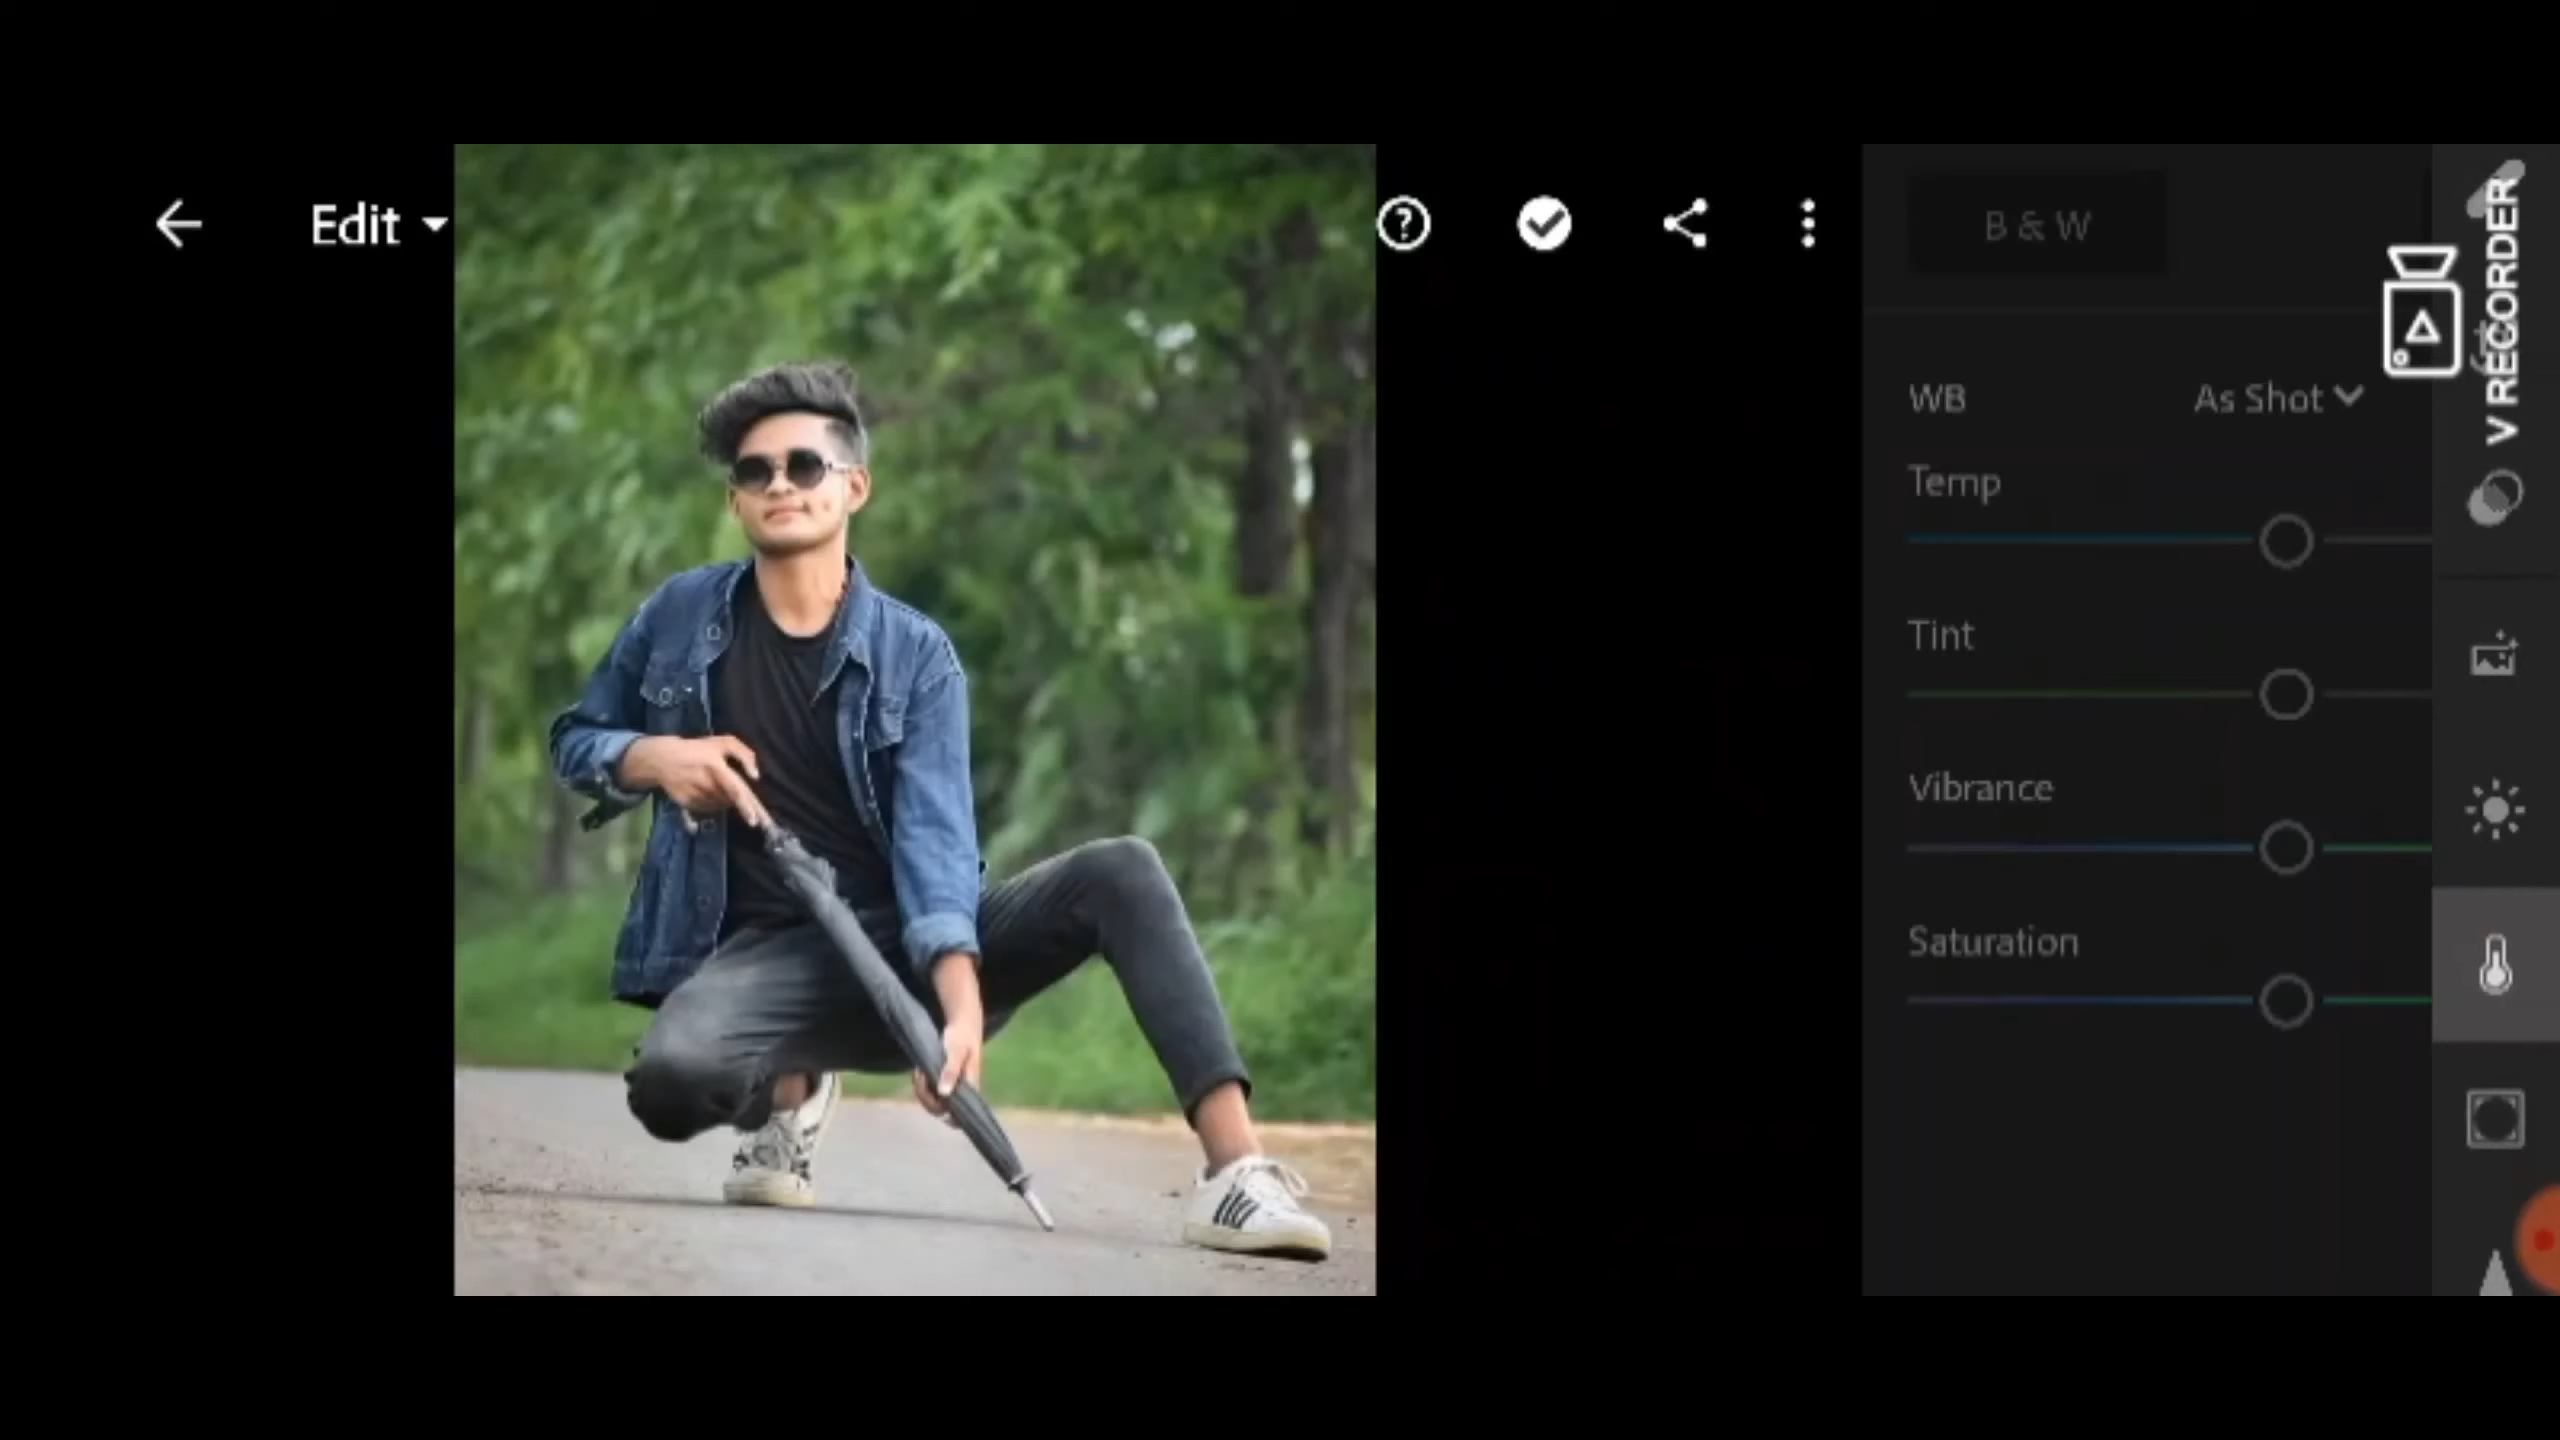 Edit
B & W
WB As Shot
Temp
Tint
Vibrance
Saturation
V RECORDER